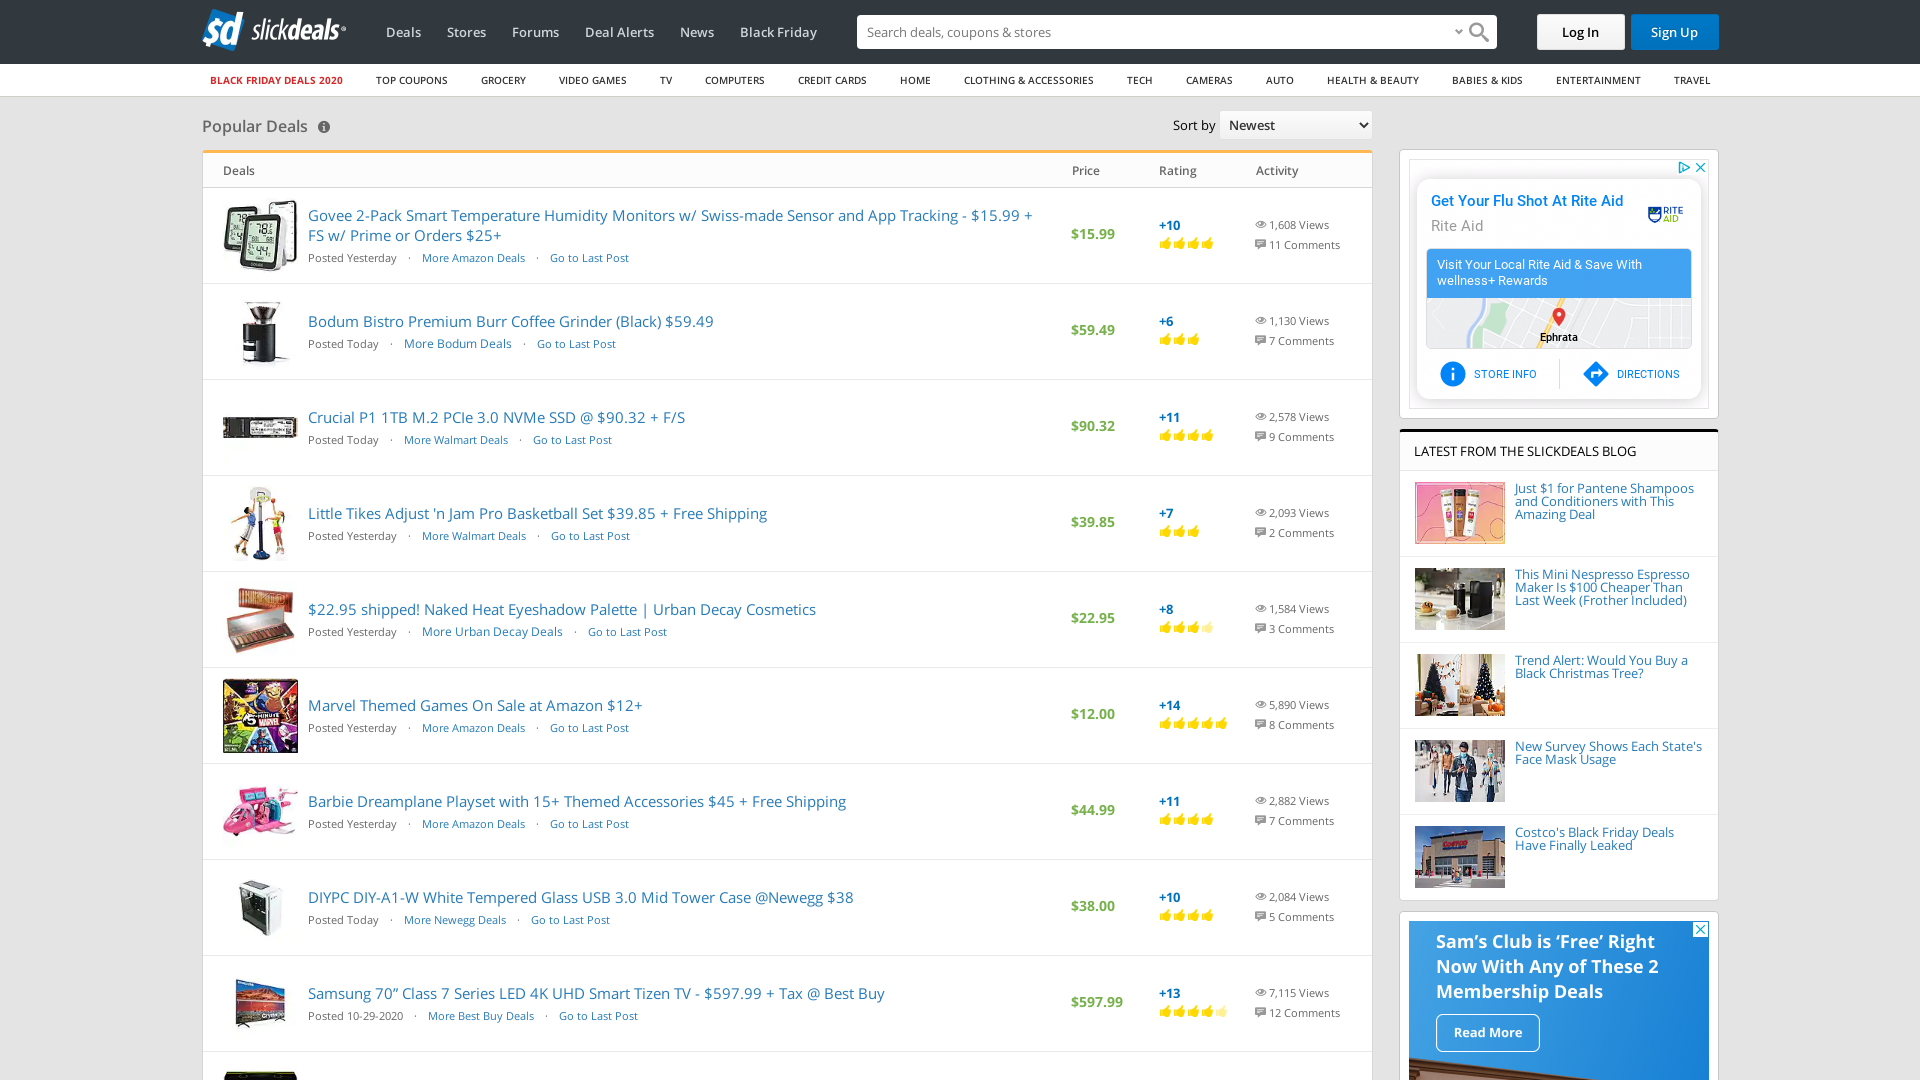 slickdeals
Deals Stores Forums Deal Alerts News Black Friday
Search deals, coupons & stores
Log In Sign Up
BLACK FRIDAY DEALS 2020 TOP COUPONS GROCERY VIDEO GAMES TV COMPUTERS CREDIT CARDS HOME CLOTHING & ACCESSORIES TECH CAMERAS AUTO HEALTH & BEAUTY BABIES & KIDS ENTERTAINMENT TRAVEL
Popular Deals
Sort by Newest
Deals Price Rating Activity
Govee 2-Pack Smart Temperature Humidity Monitors w/ Swiss-made Sensor and App Tracking - $15.99 +
FS w/ Prime or Orders $25+
Posted Yesterday · More Amazon Deals · Go to Last Post
$15.99
+10
1,608 Views
11 Comments
Bodum Bistro Premium Burr Coffee Grinder (Black) $59.49
Posted Today · More Bodum Deals · Go to Last Post
$59.49
+6
1,130 Views
7 Comments
Crucial P1 1TB M.2 PCIe 3.0 NVMe SSD @ $90.32 + F/S
Posted Today · More Walmart Deals · Go to Last Post
$90.32
+11
2,578 Views
9 Comments
Little Tikes Adjust 'n Jam Pro Basketball Set $39.85 + Free Shipping
Posted Yesterday · More Walmart Deals · Go to Last Post
$39.85
+7
2,093 Views
2 Comments
$22.95 shipped! Naked Heat Eyeshadow Palette | Urban Decay Cosmetics
Posted Yesterday · More Urban Decay Deals · Go to Last Post
$22.95
+8
1,584 Views
3 Comments
Marvel Themed Games On Sale at Amazon $12+
Posted Yesterday · More Amazon Deals · Go to Last Post
$12.00
+14
5,890 Views
8 Comments
Barbie Dreamplane Playset with 15+ Themed Accessories $45 + Free Shipping
Posted Yesterday · More Amazon Deals · Go to Last Post
$44.99
+11
2,882 Views
7 Comments
DIYPC DIY-A1-W White Tempered Glass USB 3.0 Mid Tower Case @Newegg $38
Posted Today · More Newegg Deals · Go to Last Post
$38.00
+10
2,084 Views
5 Comments
Samsung 70” Class 7 Series LED 4K UHD Smart Tizen TV - $597.99 + Tax @ Best Buy
Posted 10-29-2020 · More Best Buy Deals · Go to Last Post
$597.99
+13
7,115 Views
12 Comments
Get Your Flu Shot At Rite Aid
Rite Aid
RITE
AID
Visit Your Local Rite Aid & Save With
wellness+ Rewards
Ephrata
STORE INFO DIRECTIONS
LATEST FROM THE SLICKDEALS BLOG
Just $1 for Pantene Shampoos
and Conditioners with This
Amazing Deal
This Mini Nespresso Espresso
Maker Is $100 Cheaper Than
Last Week (Frother Included)
Trend Alert: Would You Buy a
Black Christmas Tree?
New Survey Shows Each State's
Face Mask Usage
Costco's Black Friday Deals
Have Finally Leaked
Sam’s Club is ‘Free’ Right
Now With Any of These 2
Membership Deals
Read More